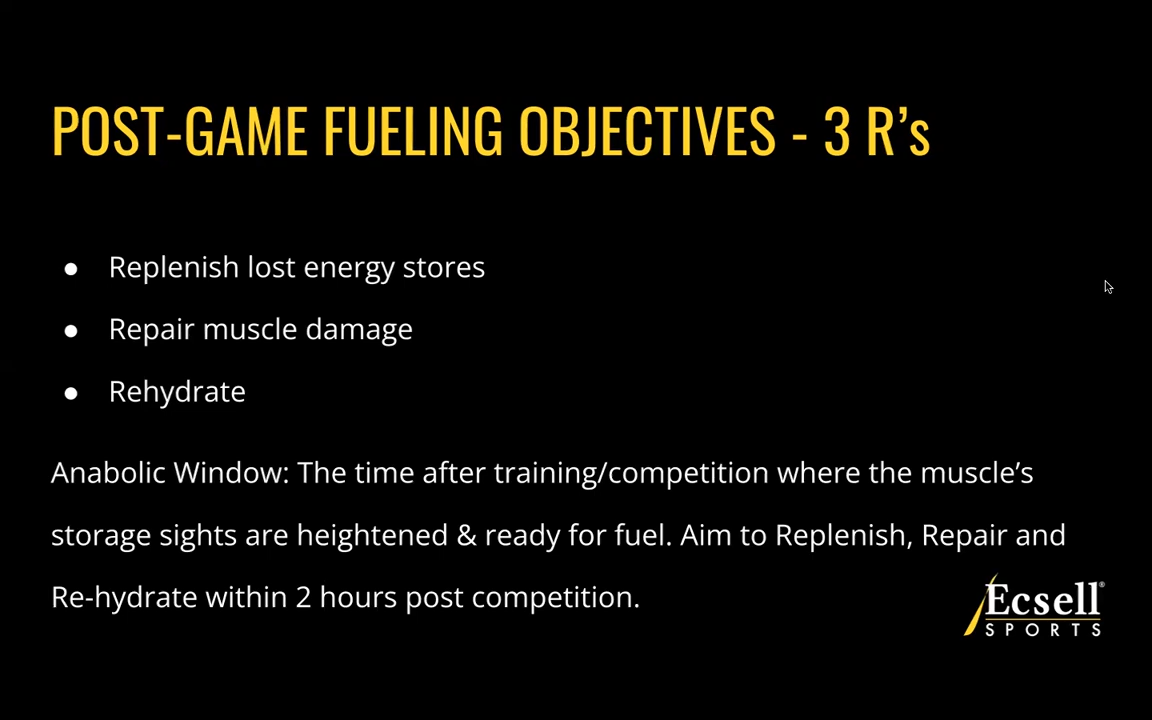 POST-GAME FUELING OBJECTIVES - 3 R's
● Replenish lost energy stores
● Repair muscle damage
● Rehydrate
Anabolic Window: The time after training/competition where the muscle's
storage sights are heightened & ready for fuel. Aim to Replenish, Repair and
Re-hydrate within 2 hours post competition.
Ecsell®
SPORTS